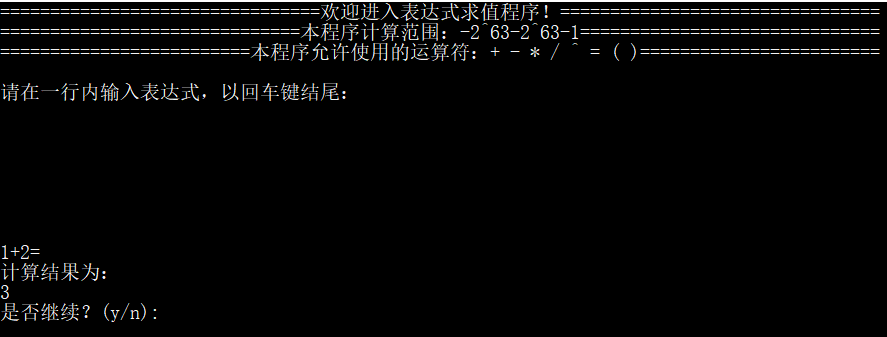 ================================欢迎进入表达式求值程序！================================
==============================本程序计算范围：-2^63-2^63-1==============================
=========================本程序允许使用的运算符：+ - * / ^ = ( )========================
请在一行内输入表达式，以回车键结尾：
1+2=
计算结果为：
3
是否继续？(y/n):